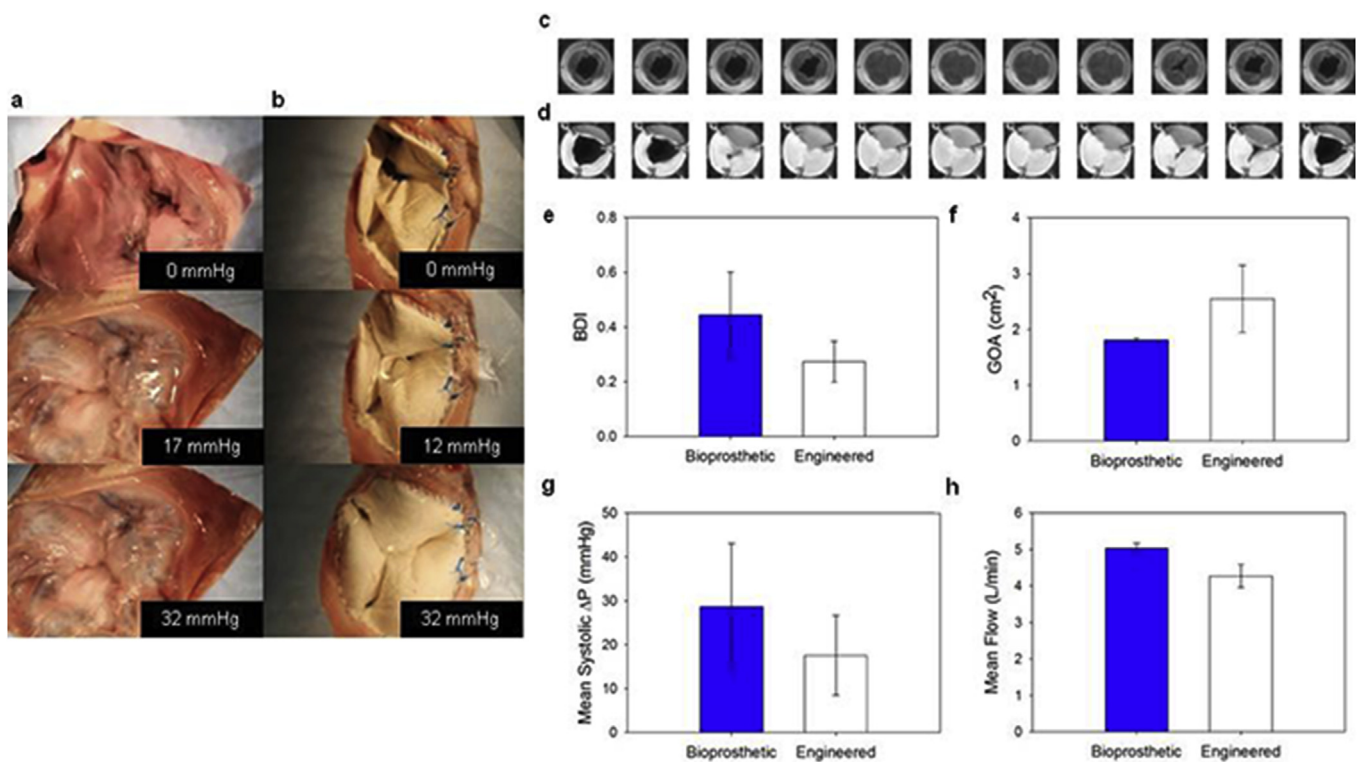 c
a
b
d
0 mmHg
17 mmHg
32 mmHg
0 mmHg
12 mmHg
32 mmHg
e
0.8
0.6
0.4
0.2
0.0
BDI
Bioprosthetic
Engineered
f
4
3
2
1
0
GOA (cm²)
Bioprosthetic
Engineered
g
50
40
30
20
10
0
Mean Systolic ΔP (mmHg)
Bioprosthetic
Engineered
h
6
5
4
3
2
1
0
Mean Flow (L/min)
Bioprosthetic
Engineered